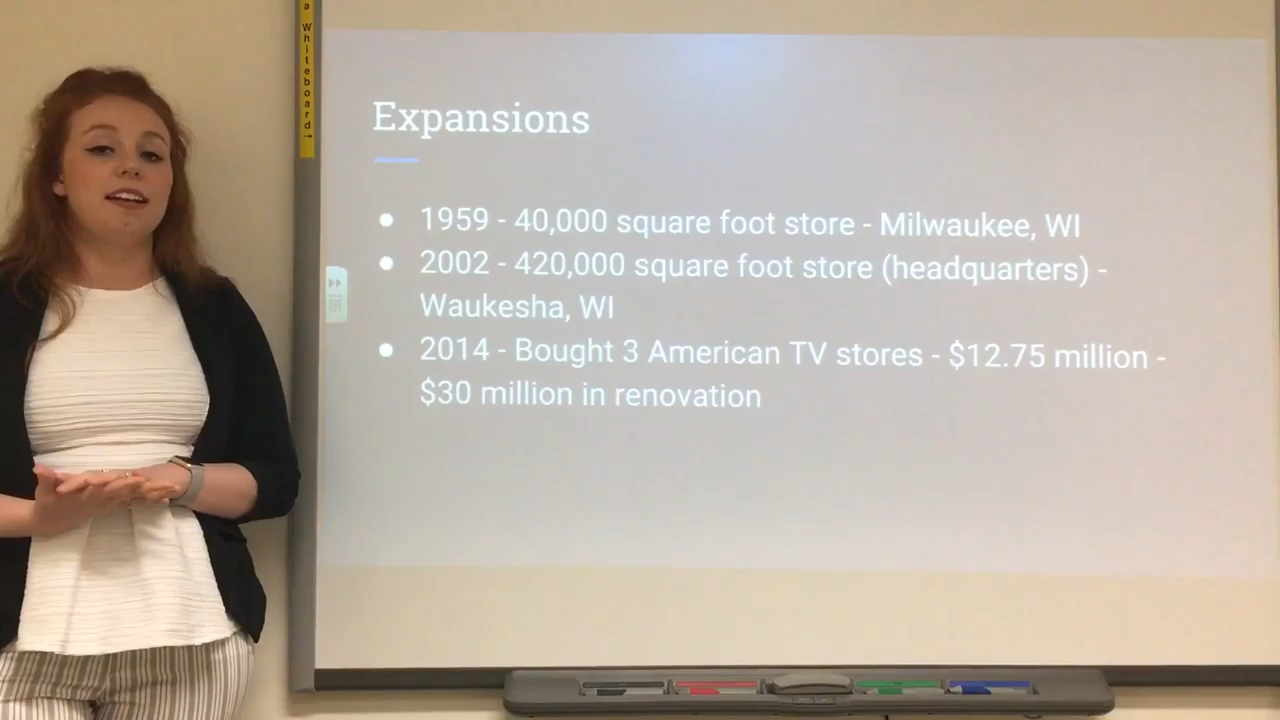 a Whiteboard→
Expansions
● 1959 - 40,000 square foot store - Milwaukee, WI
● 2002 - 420,000 square foot store (headquarters) -
Waukesha, WI
● 2014 - Bought 3 American TV stores - $12.75 million -
$30 million in renovation